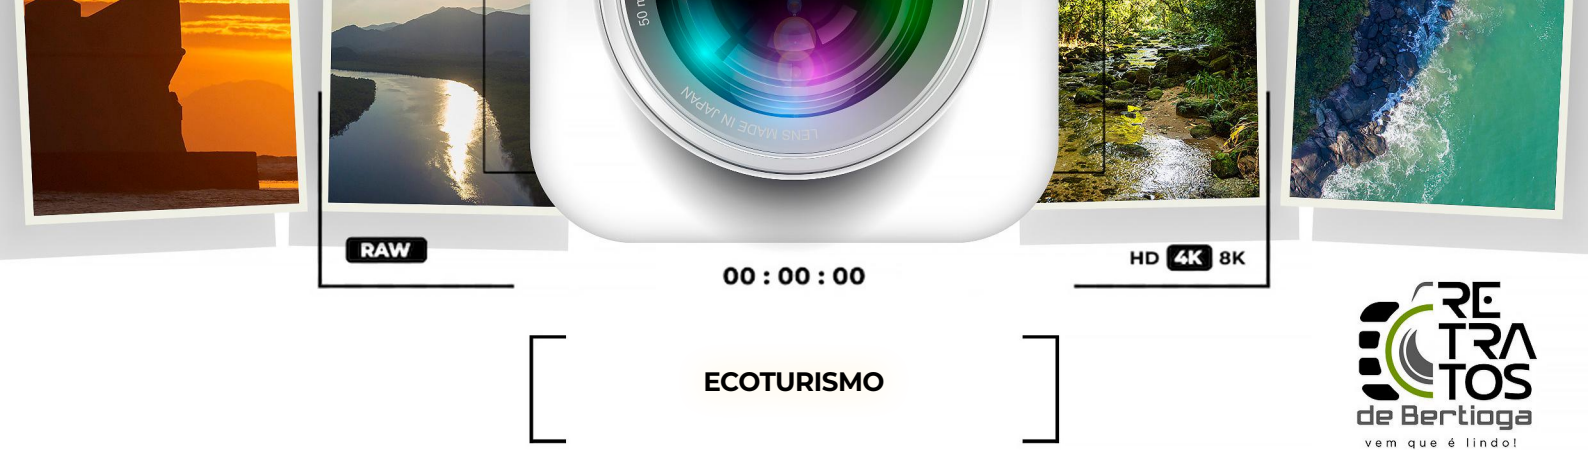 50 m
LENS MADE IN JAPAN
RAW
HD 4K 8K
00 : 00 : 00
ECOTURISMO
RE
TRA
TOS
de Bertioga
vem que é lindo!